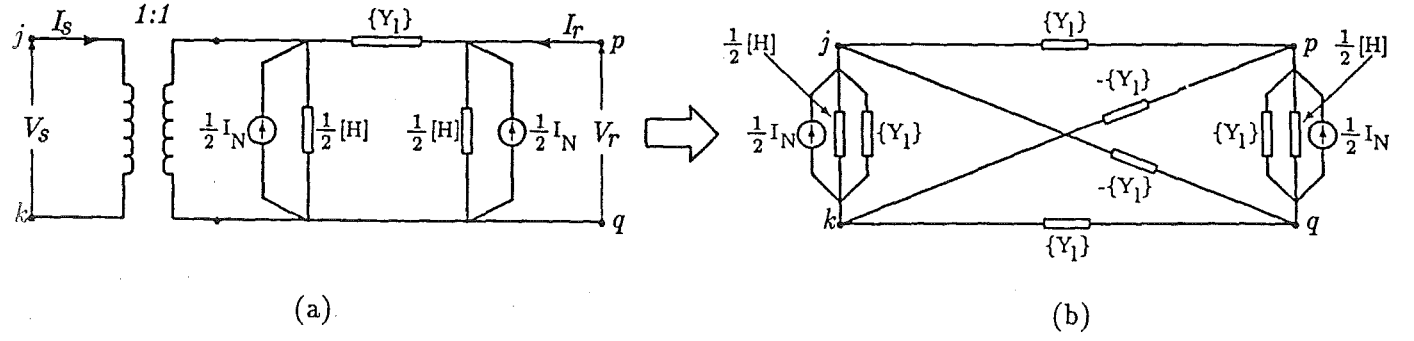 1:1
I_s
{Y_1}
I_r
j
p
V_s
½ I_N
½ [H]
½ [H]
½ I_N
V_r
k
q
(a)
{Y_1}
½ [H]
j
p
½ [H]
-{Y_1}
½ I_N
{Y_1}
{Y_1}
½ I_N
-{Y_1}
k
q
{Y_1}
(b)